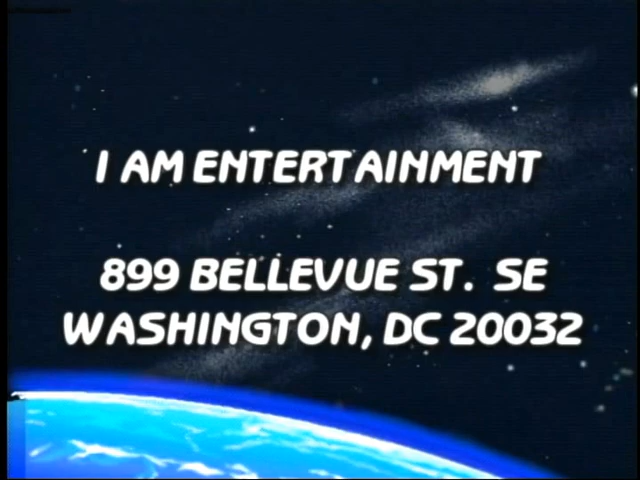 I AM ENTERTAINMENT
899 BELLEVUE ST. SE
WASHINGTON, DC 20032